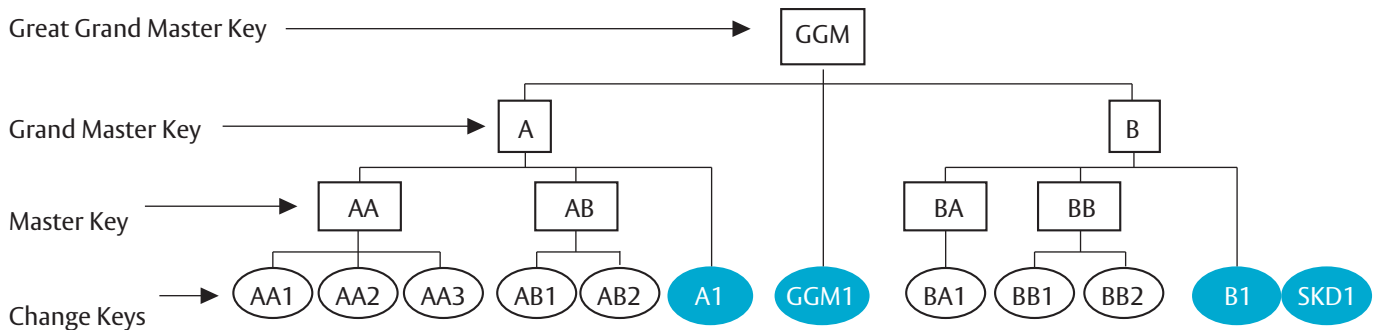 Great Grand Master Key GGM
Grand Master Key A B
Master Key AA AB BA BB
Change Keys AA1 AA2 AA3 AB1 AB2 A1 GGM1 BA1 BB1 BB2 B1 SKD1